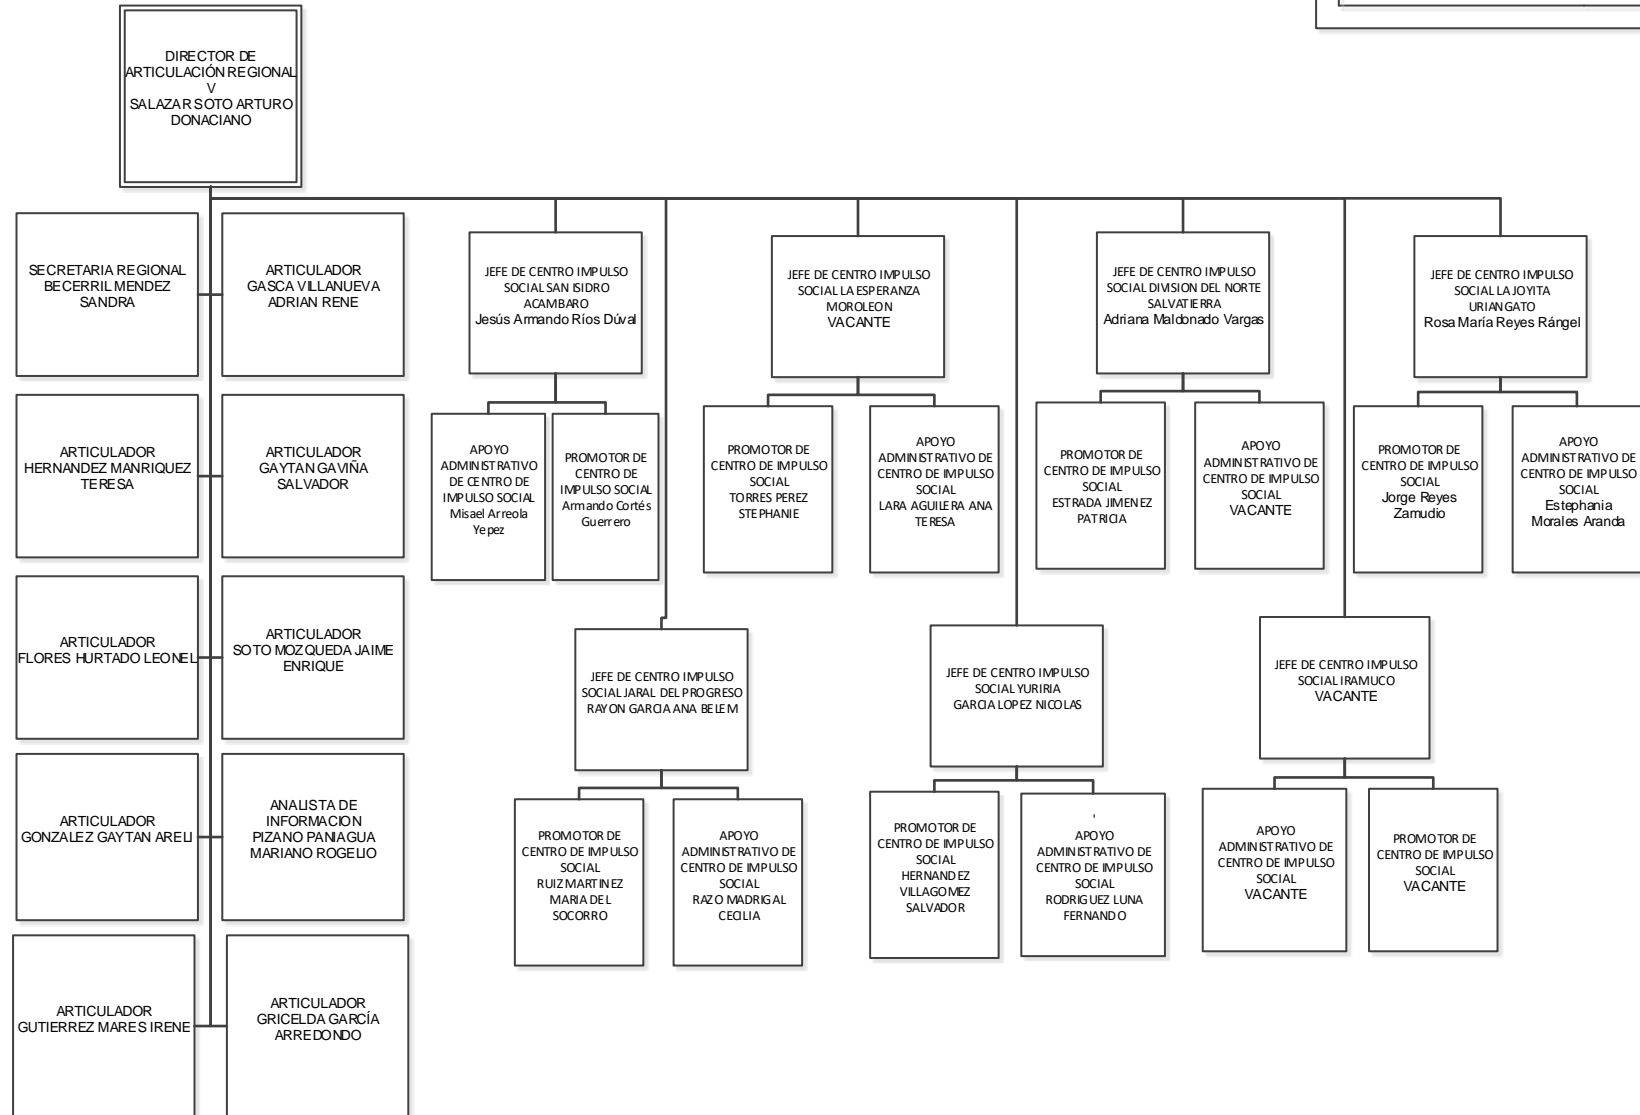 DIRECTOR DE
ARTICULACIÓN REGIONAL
V
SALAZAR SOTO ARTURO
DONACIANO
SECRETARIA REGIONAL
BECERRIL MENDEZ
SANDRA
ARTICULADOR
GASCA VILLANUEVA
ADRIAN RENE
ARTICULADOR
HERNANDEZ MANRIQUEZ
TERESA
ARTICULADOR
GAYTAN GAVIÑA
SALVADOR
ARTICULADOR
FLORES HURTADO LEONEL
ARTICULADOR
SOTO MOZQUEDA JAIME
ENRIQUE
ARTICULADOR
GONZALEZ GAYTAN ARELI
ANALISTA DE
INFORMACION
PIZANO PANIAGUA
MARIANO ROGELIO
ARTICULADOR
GUTIERREZ MARES IRENE
ARTICULADOR
GRICELDA GARCÍA
ARREDONDO
JEFE DE CENTRO IMPULSO
SOCIAL SAN ISIDRO
ACAMBARO
Jesús Armando Ríos Dúval
APOYO
ADMINISTRATIVO
DE CENTRO DE
IMPULSO SOCIAL
Misael Arreola
Yepez
PROMOTOR DE
CENTRO DE
IMPULSO SOCIAL
Armando Cortés
Guerrero
JEFE DE CENTRO IMPULSO
SOCIAL LA ESPERANZA
MOROLEON
VACANTE
PROMOTOR DE
CENTRO DE IMPULSO
SOCIAL
TORRES PEREZ
STEPHANIE
APOYO
ADMINISTRATIVO DE
CENTRO DE IMPULSO
SOCIAL
LARA AGUILERA ANA
TERESA
JEFE DE CENTRO IMPULSO
SOCIAL DIVISION DEL NORTE
SALVATIERRA
Adriana Maldonado Vargas
PROMOTOR DE
CENTRO DE IMPULSO
SOCIAL
ESTRADA JIMENEZ
PATRICIA
APOYO
ADMINISTRATIVO DE
CENTRO DE IMPULSO
SOCIAL
VACANTE
JEFE DE CENTRO IMPULSO
SOCIAL LA JOYITA
URIANGATO
Rosa María Reyes Rángel
PROMOTOR DE
CENTRO DE IMPULSO
SOCIAL
Jorge Reyes
Zamudio
APOYO
ADMINISTRATIVO DE
CENTRO DE IMPULSO
SOCIAL
Estephania
Morales Aranda
JEFE DE CENTRO IMPULSO
SOCIAL JARAL DEL PROGRESO
RAYON GARCIA ANA BELEM
PROMOTOR DE
CENTRO DE IMPULSO
SOCIAL
RUIZ MARTINEZ
MARIA DEL
SOCORRO
APOYO
ADMINISTRATIVO DE
CENTRO DE IMPULSO
SOCIAL
RAZO MADRIGAL
CECILIA
JEFE DE CENTRO IMPULSO
SOCIAL YURIRIA
GARCIA LOPEZ NICOLAS
PROMOTOR DE
CENTRO DE IMPULSO
SOCIAL
HERNANDEZ
VILLAGOMEZ
SALVADOR
'
APOYO
ADMINISTRATIVO DE
CENTRO DE IMPULSO
SOCIAL
RODRIGUEZ LUNA
FERNANDO
JEFE DE CENTRO IMPULSO
SOCIAL IRAMUCO
VACANTE
APOYO
ADMINISTRATIVO DE
CENTRO DE IMPULSO
SOCIAL
VACANTE
PROMOTOR DE
CENTRO DE IMPULSO
SOCIAL
VACANTE